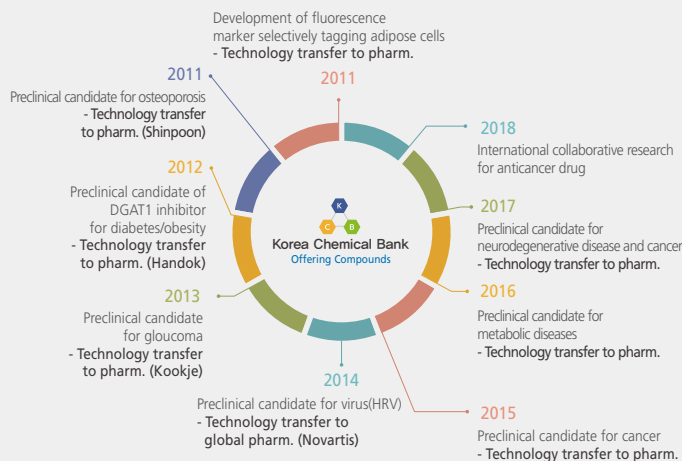 Development of fluorescence
marker selectively tagging adipose cells
- Technology transfer to pharm.
2011
2011
Preclinical candidate for osteoporosis
- Technology transfer
to pharm. (Shinpoon)
2012
Preclinical candidate of
DGAT1 inhibitor
for diabetes/obesity
- Technology transfer
to pharm. (Handok)
2013
Preclinical candidate
for gloucoma
- Technology transfer
to pharm. (Kookje)
2014
Preclinical candidate for virus(HRV)
- Technology transfer to
global pharm. (Novartis)
2015
Preclinical candidate for cancer
- Technology transfer to pharm.
2016
Preclinical candidate for
metabolic diseases
- Technology transfer to pharm.
2017
Preclinical candidate for
neurodegenerative disease and cancer
- Technology transfer to pharm.
2018
International collaborative research
for anticancer drug
K
C
B
Korea Chemical Bank
Offering Compounds